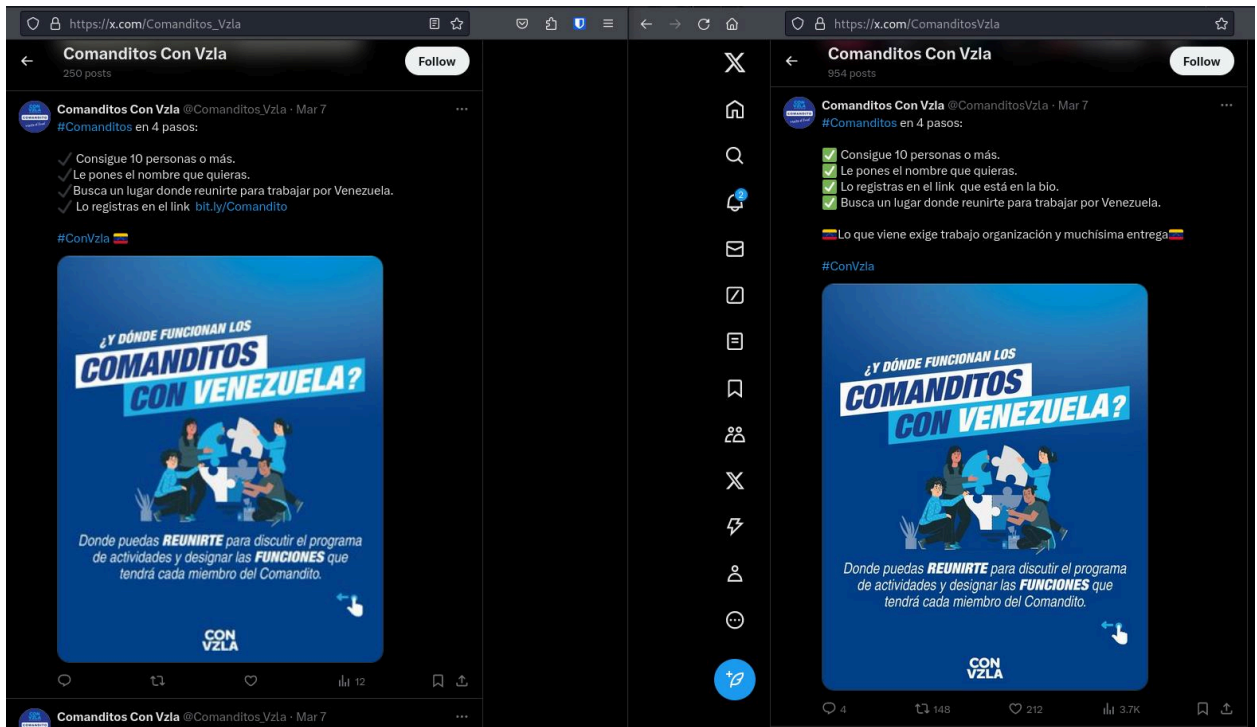 https://x.com/Comanditos_Vzla
Comanditos Con Vzla
250 posts
Follow
Comanditos Con Vzla @Comanditos_Vzla · Mar 7
#Comanditos en 4 pasos:
Consigue 10 personas o más.
Le pones el nombre que quieras.
Busca un lugar donde reunirte para trabajar por Venezuela.
Lo registras en el link bit.ly/Comandito
#ConVzla
¿Y DÓNDE FUNCIONAN LOS
COMANDITOS
CON VENEZUELA?
Donde puedas REUNIRTE para discutir el programa
de actividades y designar las FUNCIONES que
tendrá cada miembro del Comandito.
CON
VZLA
12
Comanditos Con Vzla @Comanditos_Vzla · Mar 7
2
https://x.com/ComanditosVzla
Comanditos Con Vzla
954 posts
Follow
Comanditos Con Vzla @ComanditosVzla · Mar 7
#Comanditos en 4 pasos:
✅ Consigue 10 personas o más.
✅ Le pones el nombre que quieras.
✅ Lo registras en el link que está en la bio.
✅ Busca un lugar donde reunirte para trabajar por Venezuela.
🇻🇪Lo que viene exige trabajo organización y muchísima entrega🇻🇪
#ConVzla
¿Y DÓNDE FUNCIONAN LOS
COMANDITOS
CON VENEZUELA?
Donde puedas REUNIRTE para discutir el programa
de actividades y designar las FUNCIONES que
tendrá cada miembro del Comandito.
CON
VZLA
4 148 212 3.7K